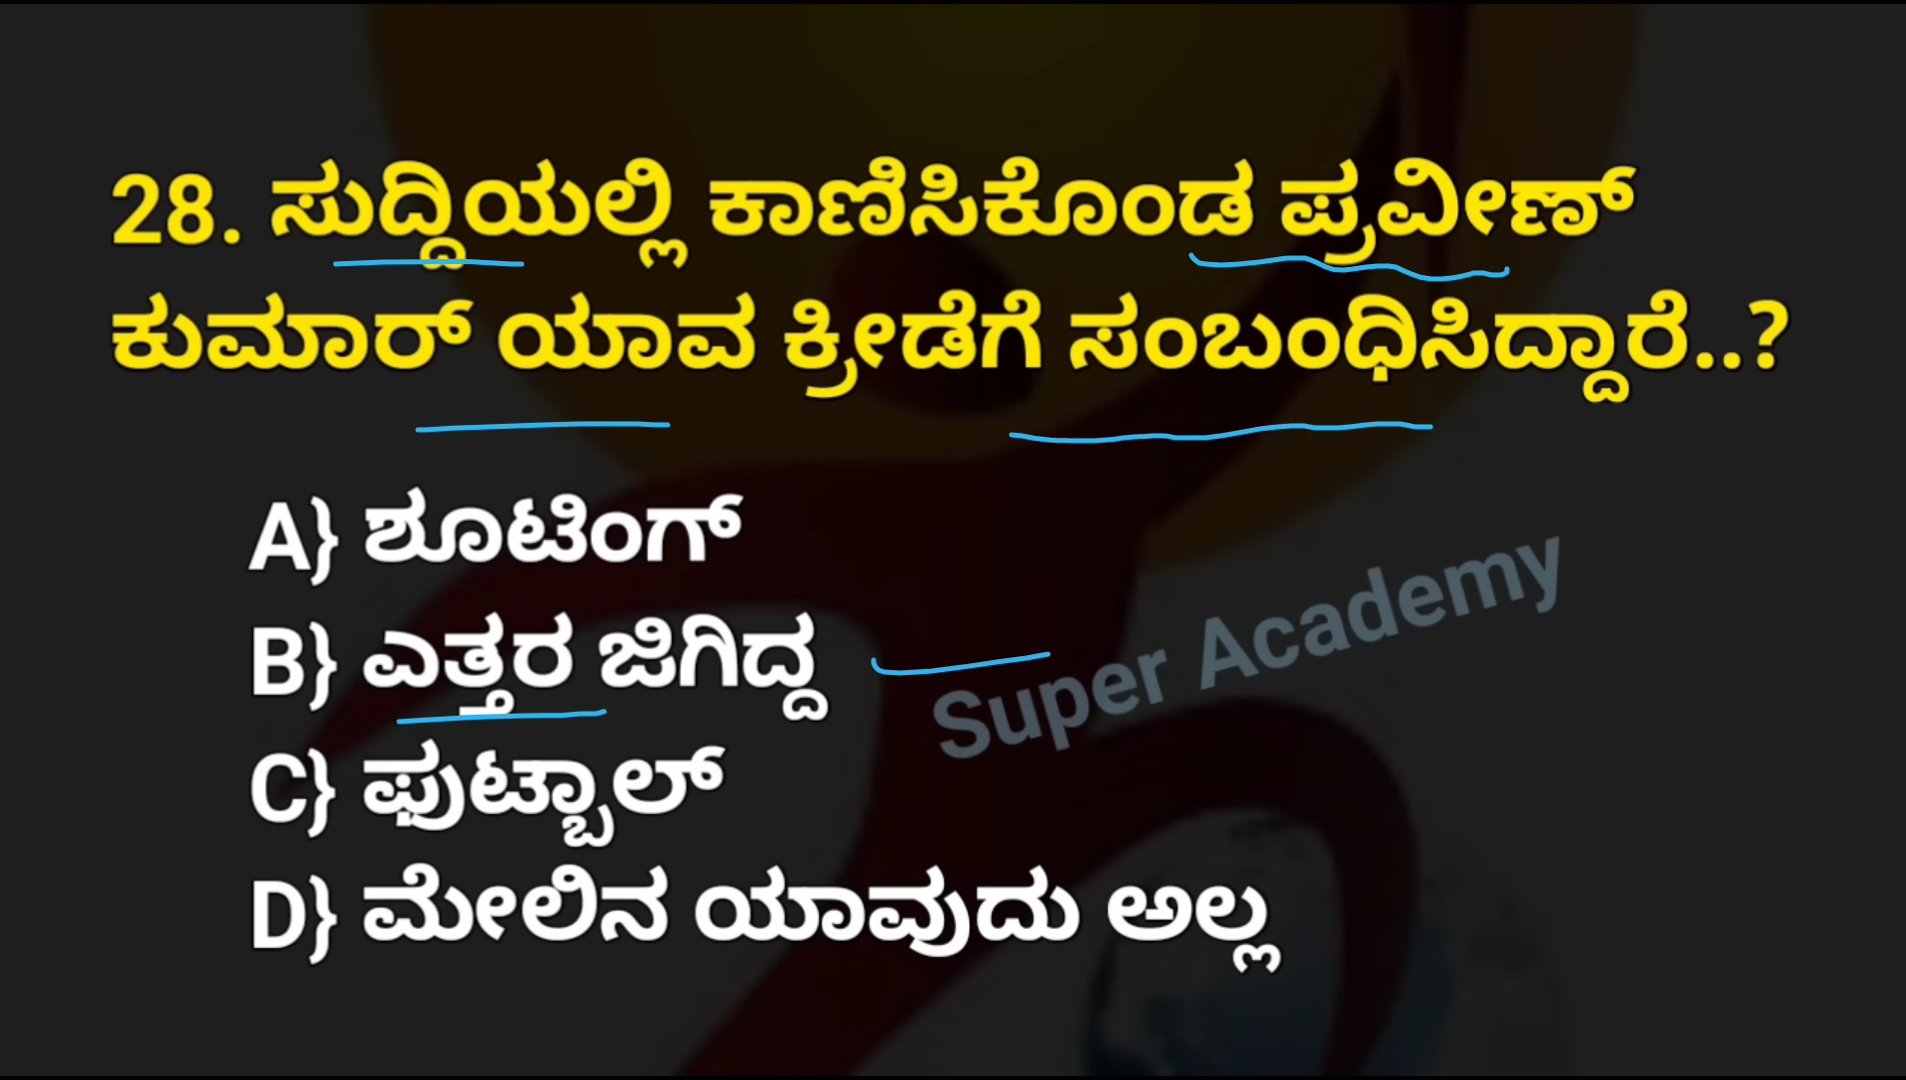 28. ಸುದ್ದಿಯಲ್ಲಿ ಕಾಣಿಸಿಕೊಂಡ ಪ್ರವೀಣ್
ಕುಮಾರ್ ಯಾವ ಕ್ರೀಡೆಗೆ ಸಂಬಂಧಿಸಿದ್ದಾರೆ..?
A} ಶೂಟಿಂಗ್
B} ಎತ್ತರ ಜಿಗಿದ್ದ
C} ಫುಟ್ಬಾಲ್
D} ಮೇಲಿನ ಯಾವುದು ಅಲ್ಲ
Super Academy